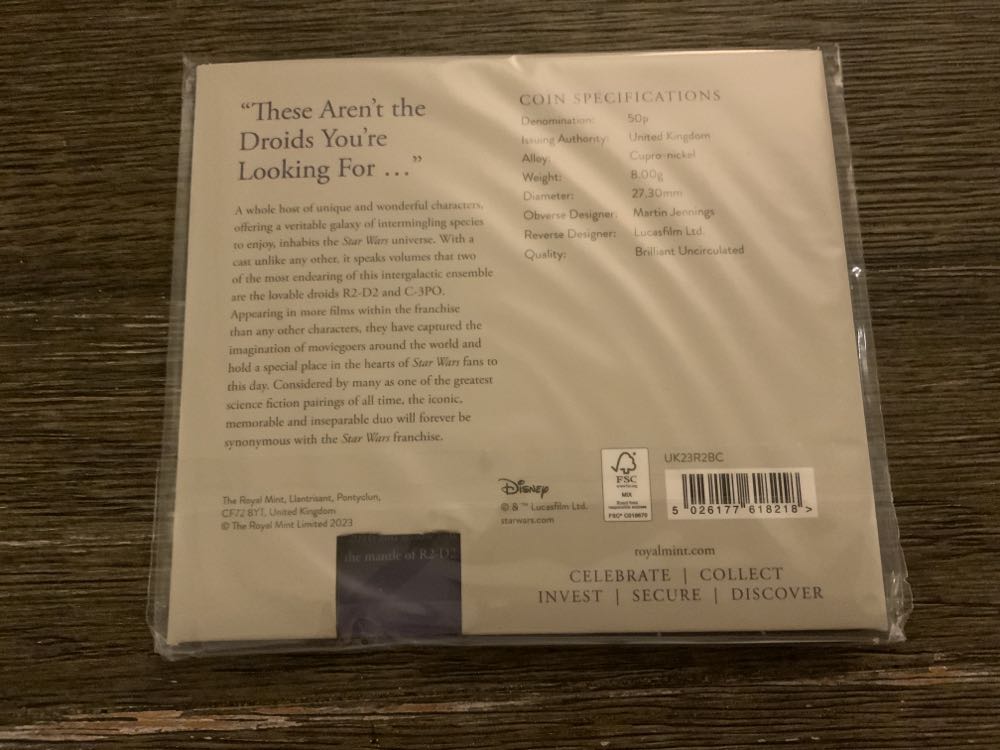 “These Aren’t the
Droids You’re
Looking For ...”
A whole host of unique and wonderful characters,
offering a veritable galaxy of intermingling species
to enjoy, inhabits the Star Wars universe. With a
cast unlike any other, it speaks volumes that two
of the most endearing of this intergalactic ensemble
are the lovable droids R2-D2 and C-3PO.
Appearing in more films within the franchise
than any other characters, they have captured the
imagination of moviegoers around the world and
hold a special place in the hearts of Star Wars fans to
this day. Considered by many as one of the greatest
science fiction pairings of all time, the iconic,
memorable and inseparable duo will forever be
synonymous with the Star Wars franchise.
The Royal Mint, Llantrisant, Pontyclun,
CF72 8YT, United Kingdom
© The Royal Mint Limited 2023
the mantle of R2-D2
COIN SPECIFICATIONS
Denomination: 50p
Issuing Authority: United Kingdom
Alloy: Cupro-nickel
Weight: 8.00g
Diameter: 27.30mm
Obverse Designer: Martin Jennings
Reverse Designer: Lucasfilm Ltd.
Quality: Brilliant Uncirculated
Disney
© & ™ Lucasfilm Ltd.
starwars.com
FSC
MIX
FSC® C018670
UK23R2BC
5 026177 618218 >
royalmint.com
CELEBRATE | COLLECT
INVEST | SECURE | DISCOVER